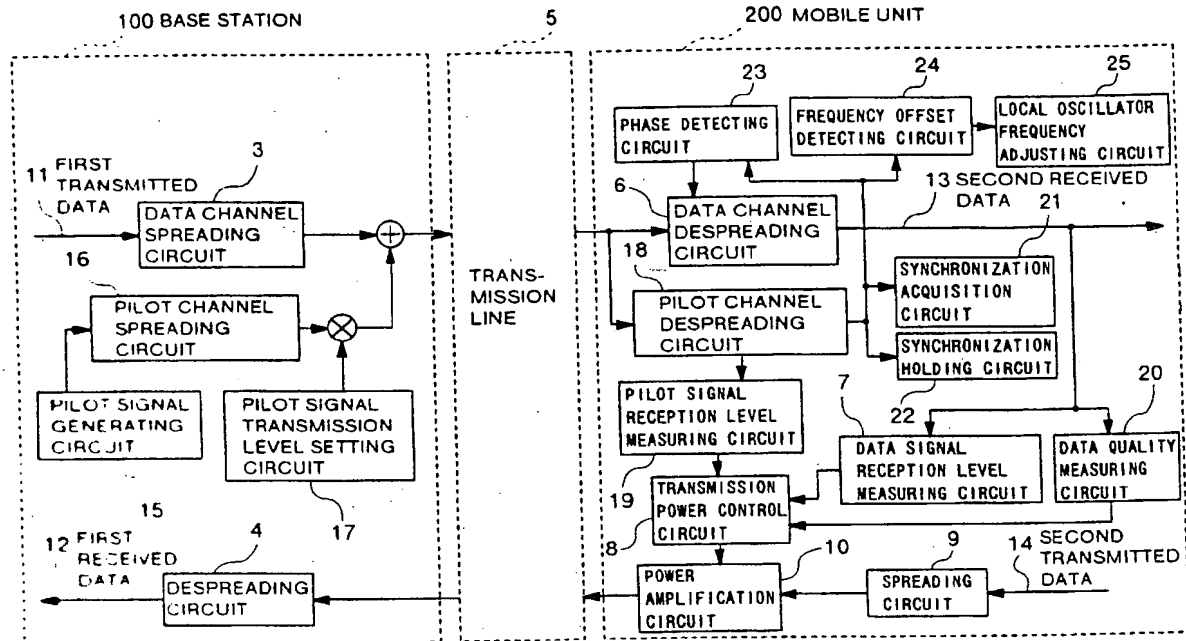 100 BASE STATION
5
200 MOBILE UNIT
23
24
25
PHASE DETECTING
CIRCUIT
FREQUENCY OFFSET
DETECTING CIRCUIT
LOCAL OSCILLATOR
FREQUENCY
ADJUSTING CIRCUIT
11
FIRST
TRANSMITTED
DATA
3
DATA CHANNEL
SPREADING
CIRCUIT
6
DATA CHANNEL
DESPREADING
CIRCUIT
13 SECOND RECEIVED
DATA
21
16
PILOT CHANNEL
SPREADING
CIRCUIT
TRANS-
MISSION
LINE
18
PILOT CHANNEL
DESPREADING
CIRCUIT
SYNCHRONIZATION
ACQUISITION
CIRCUIT
SYNCHRONIZATION
HOLDING CIRCUIT
22
PILOT SIGNAL
GENERATING
CIRCUIT
PILOT SIGNAL
TRANSMISSION
LEVEL SETTING
CIRCUIT
17
PILOT SIGNAL
RECEPTION LEVEL
MEASURING CIRCUIT
19
7
DATA SIGNAL
RECEPTION LEVEL
MEASURING CIRCUIT
20
DATA QUALITY
MEASURING
CIRCUIT
TRANSMISSION
POWER CONTROL
CIRCUIT
8
15
12
FIRST
RECEIVED
DATA
4
DESPREADING
CIRCUIT
10
POWER
AMPLIFICATION
CIRCUIT
9
SPREADING
CIRCUIT
14
SECOND
TRANSMITTED
DATA